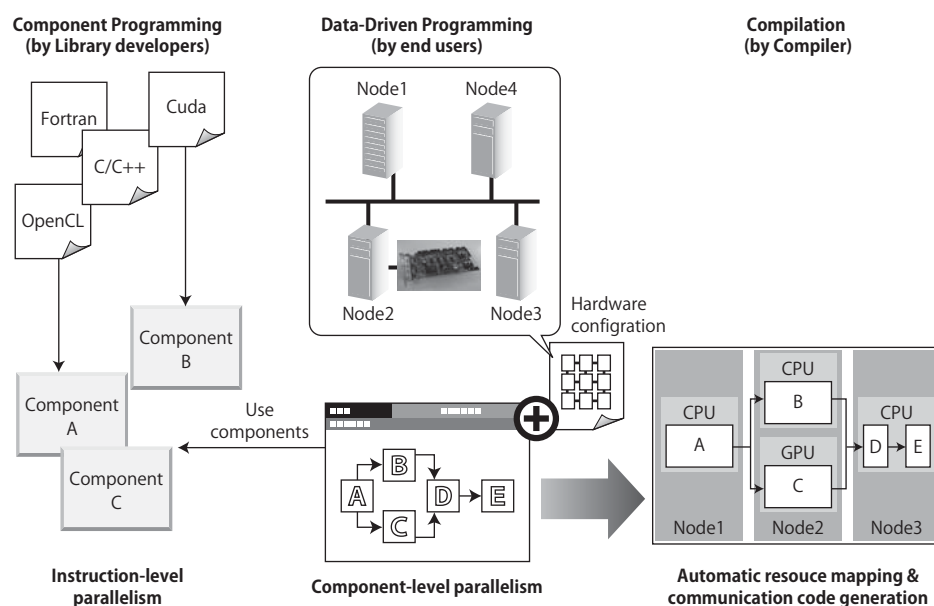 Component Programming
(by Library developers)
Data-Driven Programming
(by end users)
Compilation
(by Compiler)
Fortran
Cuda
C/C++
OpenCL
Component
B
Component
A
Component
C
Node1
Node4
Node2
Node3
Hardware
configration
Use
components
A
B
C
D
E
CPU
A
Node1
CPU
B
GPU
C
Node2
CPU
D
E
Node3
Instruction-level
parallelism
Component-level parallelism
Automatic resouce mapping &
communication code generation